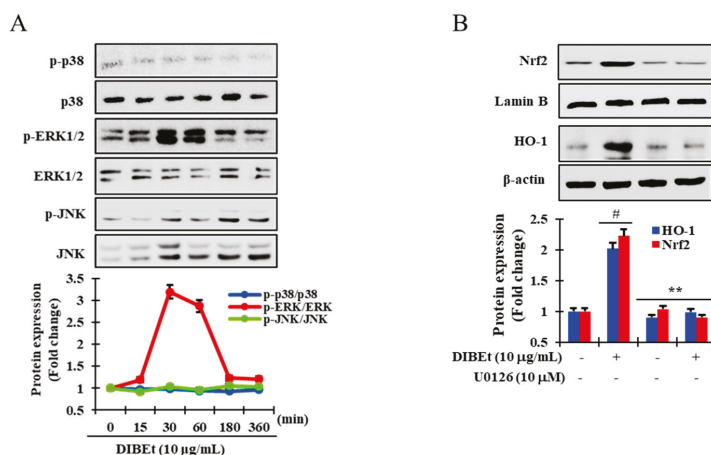 A
p-p38
p38
p-ERK1/2
ERK1/2
p-JNK
JNK
Protein expression
(Fold change)
3.5
3
2.5
2
1.5
1
0.5
p-p38/p38
p-ERK/ERK
p-JNK/JNK
0 15 30 60 180 360 (min)
DIBEt (10 μg/mL)
B
Nrf2
Lamin B
HO-1
β-actin
Protein expression
(Fold change)
2.5
2
1.5
1
0.5
#
HO-1
Nrf2
**
DIBEt (10 μg/mL) - + - +
U0126 (10 μM) - - - -